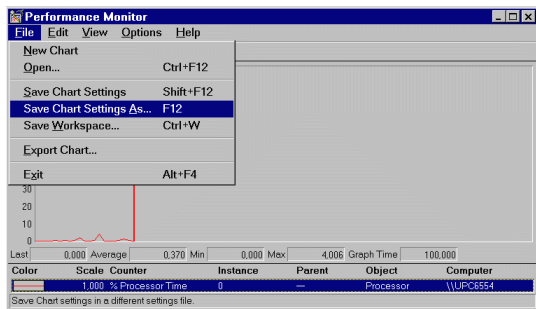 Performance Monitor
File Edit View Options Help
New Chart
Open... Ctrl+F12
Save Chart Settings Shift+F12
Save Chart Settings As... F12
Save Workspace... Ctrl+W
Export Chart...
Exit Alt+F4
30
20
10
0
Last 0,000 Average 0,370 Min 0,000 Max 4,006 Graph Time 100,000
Color Scale Counter Instance Parent Object Computer
1,000 % Processor Time 0 — Processor \\UPC6554
Save Chart settings in a different settings file.